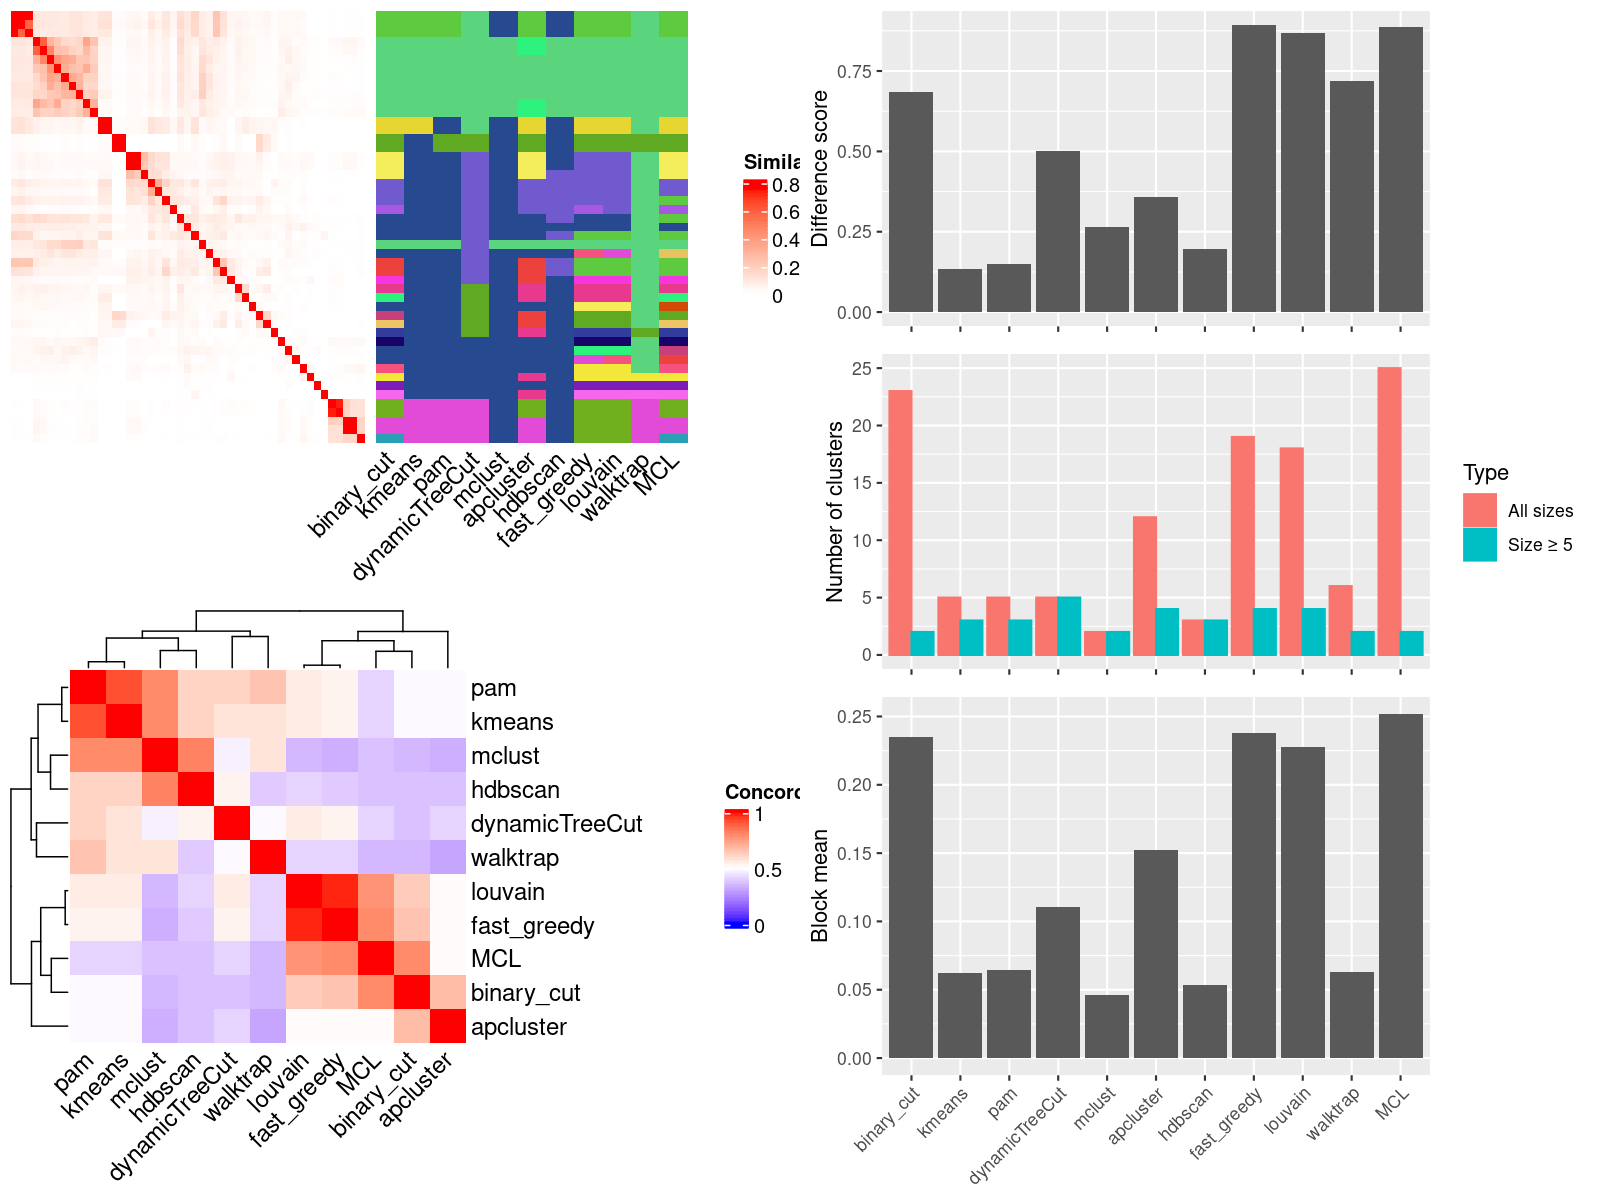 Simila
0.8
0.6
0.4
0.2
0
binary_cut
kmeans
pam
dynamicTreeCut
mclust
apcluster
hdbscan
fast_greedy
louvain
walktrap
MCL
pam
kmeans
mclust
hdbscan
dynamicTreeCut
walktrap
louvain
fast_greedy
MCL
binary_cut
apcluster
pam
kmeans
mclust
hdbscan
dynamicTreeCut
walktrap
louvain
fast_greedy
MCL
binary_cut
apcluster
Concord
1
0.5
0
Difference score
0.75
0.50
0.25
0.00
Number of clusters
25
20
15
10
5
0
Type
All sizes
Size ≥ 5
Block mean
0.25
0.20
0.15
0.10
0.05
0.00
binary_cut
kmeans
pam
dynamicTreeCut
mclust
apcluster
hdbscan
fast_greedy
louvain
walktrap
MCL